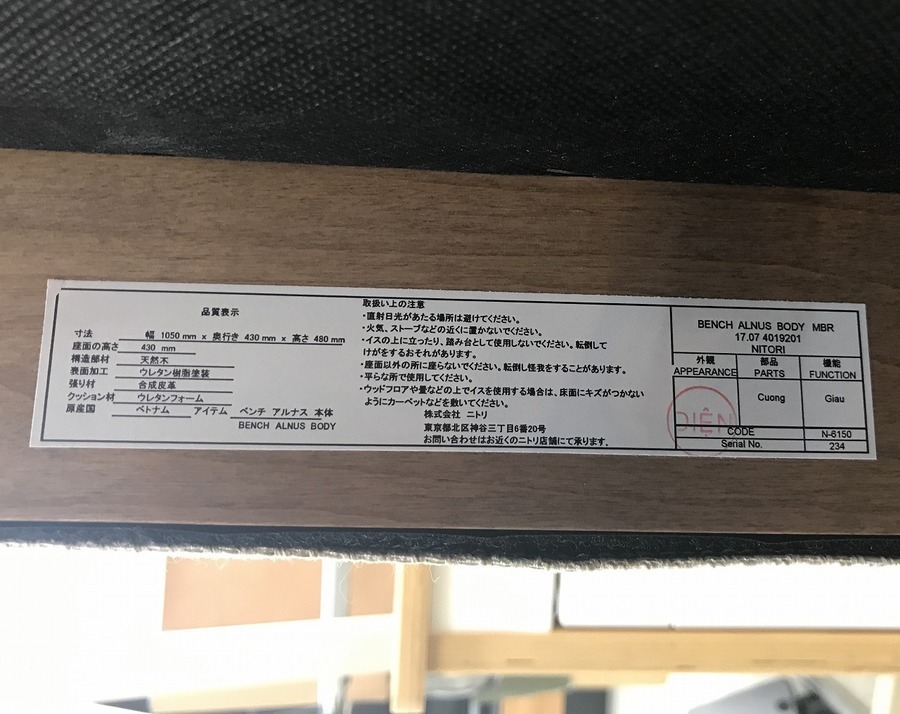 品質表示
寸法 幅 1050 mm x 奥行き 430 mm x 高さ 480 mm
座面の高さ 430 mm
構造部材 天然木
表面加工 ウレタン樹脂塗装
張り材 合成皮革
クッション材 ウレタンフォーム
原産国 ベトナム アイテム ベンチ アルナス 本体
BENCH ALNUS BODY
取扱い上の注意
・直射日光があたる場所は避けてください。
・火気、ストーブなどの近くに置かないでください。
・イスの上に立ったり、踏み台として使用しないでください。転倒して
けがをするおそれがあります。
・座面以外の所に座らないでください。転倒し怪我をすることがあります。
・平らな所で使用してください。
・ウッドフロアや畳などの上でイスを使用する場合は、床面にキズがつかない
ようにカーペットなどを敷いてください。
株式会社 ニトリ
東京都北区神谷三丁目6番20号
お問い合わせはお近くのニトリ店舗にて承ります。
BENCH ALNUS BODY MBR
17.07 4019201
NITORI
外観 部品 機能
APPEARANCE PARTS FUNCTION
DIỆN Cuong Giau
CODE N-6150
Serial No. 234